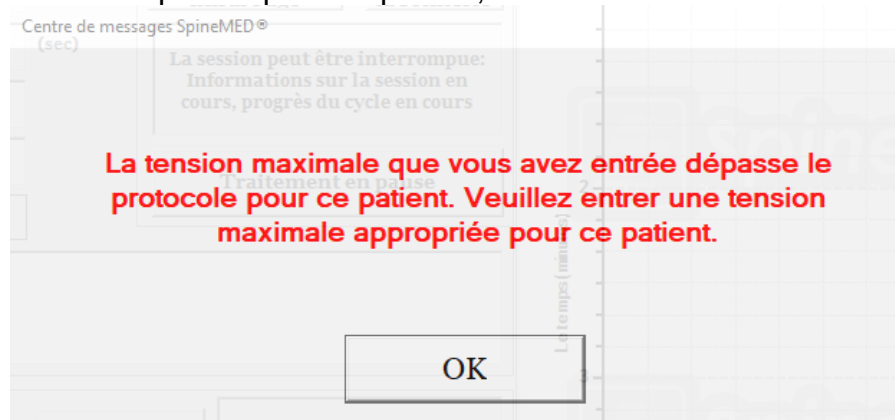 Centre de messages SpineMED®
(sec)
La session peut être interrompue:
Informations sur la session en
cours, progrès du cycle en cours
La tension maximale que vous avez entrée dépasse le
Traitement en pause
protocole pour ce patient. Veuillez entrer une tension
maximale appropriée pour ce patient.
2
Le temps (minutes)
OK
3